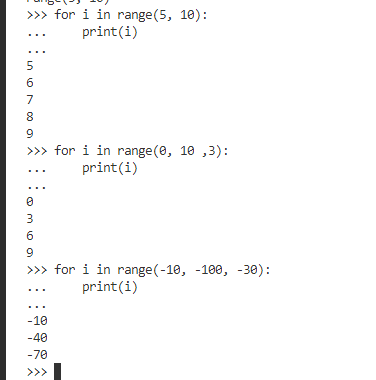 >>> for i in range(5, 10):
...     print(i)
...
5
6
7
8
9
>>> for i in range(0, 10 ,3):
...     print(i)
...
0
3
6
9
>>> for i in range(-10, -100, -30):
...     print(i)
...
-10
-40
-70
>>>